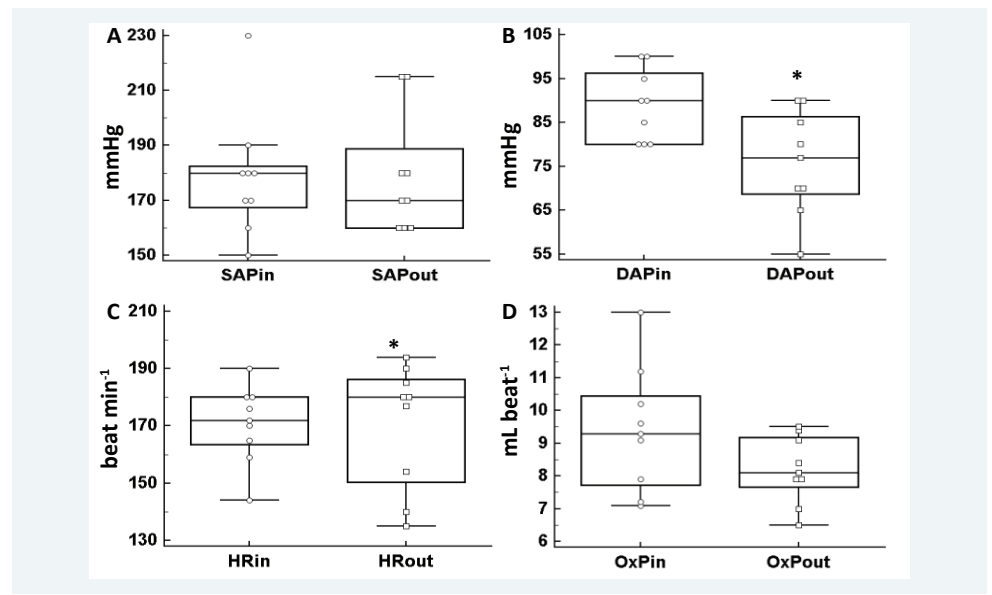 A
mmHg
230
210
190
170
150
SAPin SAPout
B
mmHg
105
95
85
75
65
55
*
DAPin DAPout
C
beat min-1
210
190
170
150
130
*
HRin HRout
D
mL beat-1
13
12
11
10
9
8
7
6
OxPin OxPout